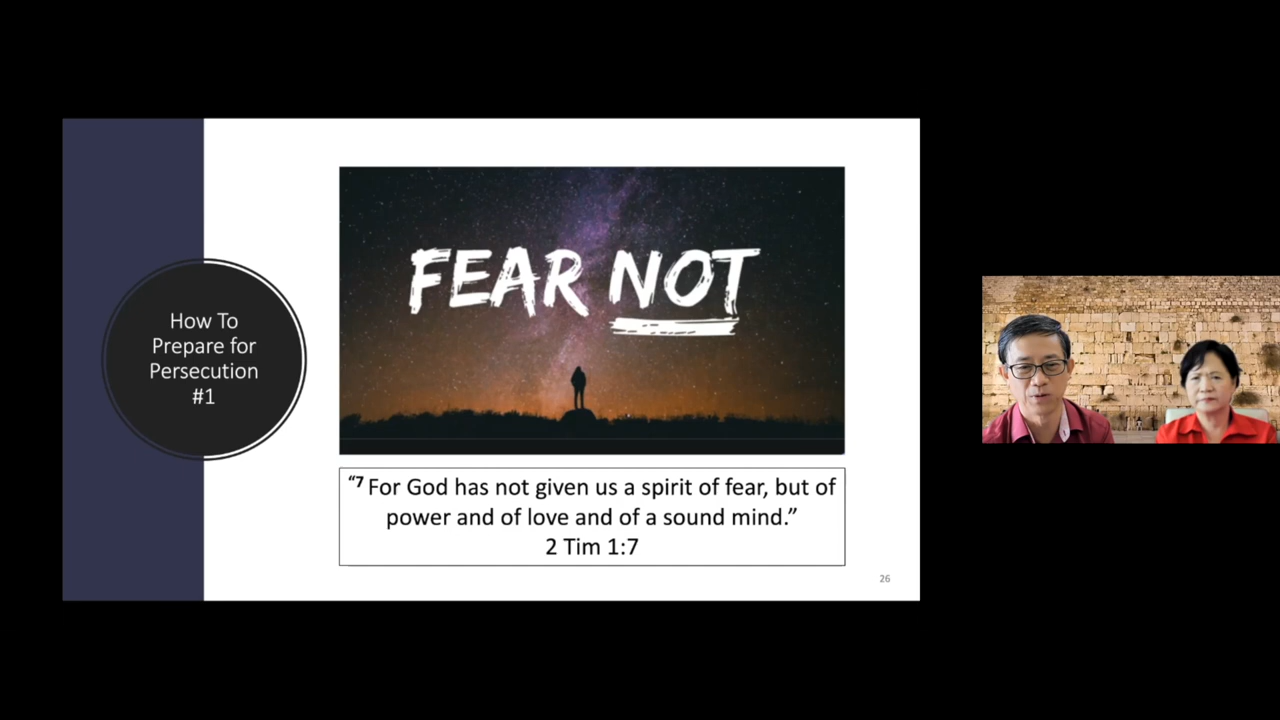 How To
Prepare for
Persecution
#1
FEAR NOT
“7 For God has not given us a spirit of fear, but of
power and of love and of a sound mind.”
2 Tim 1:7
26